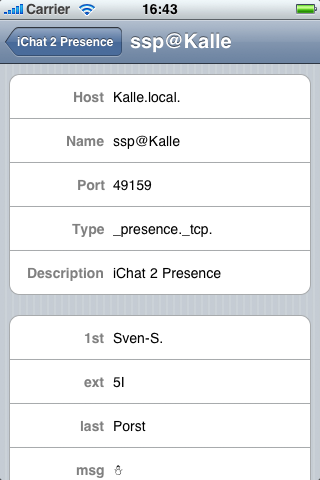 Carrier 16:43
iChat 2 Presence ssp@Kalle
Host Kalle.local.
Name ssp@Kalle
Port 49159
Type _presence._tcp.
Description iChat 2 Presence
1st Sven-S.
ext 5I
last Porst
msg ☃